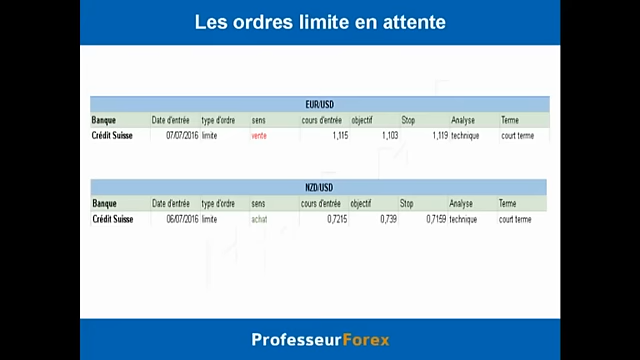 Les ordres limite en attente
EUR/USD
Banque Date d'entrée type d'ordre sens cours d'entrée objectif Stop Analyse Terme
Crédit Suisse 07/07/2016 limite vente 1,115 1,103 1,119 technique court terme
NZD/USD
Banque Date d'entrée type d'ordre sens cours d'entrée objectif Stop Analyse Terme
Crédit Suisse 06/07/2016 limite achat 0,7215 0,739 0,7159 technique court terme
ProfesseurForex